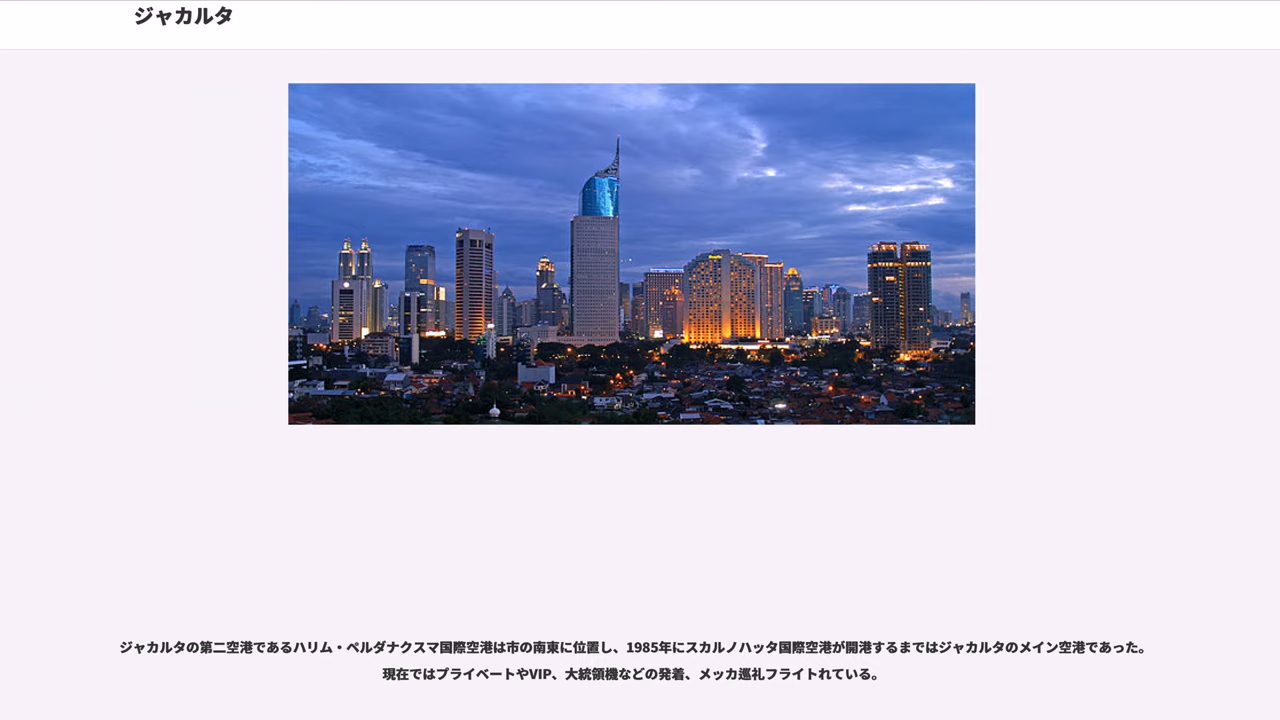 ジャカルタ
ジャカルタの第二空港であるハリム・ペルダナクスマ国際空港は市の南東に位置し、1985年にスカルノハッタ国際空港が開港するまではジャカルタのメイン空港であった。
現在ではプライベートやVIP、大統領機などの発着、メッカ巡礼フライトれている。